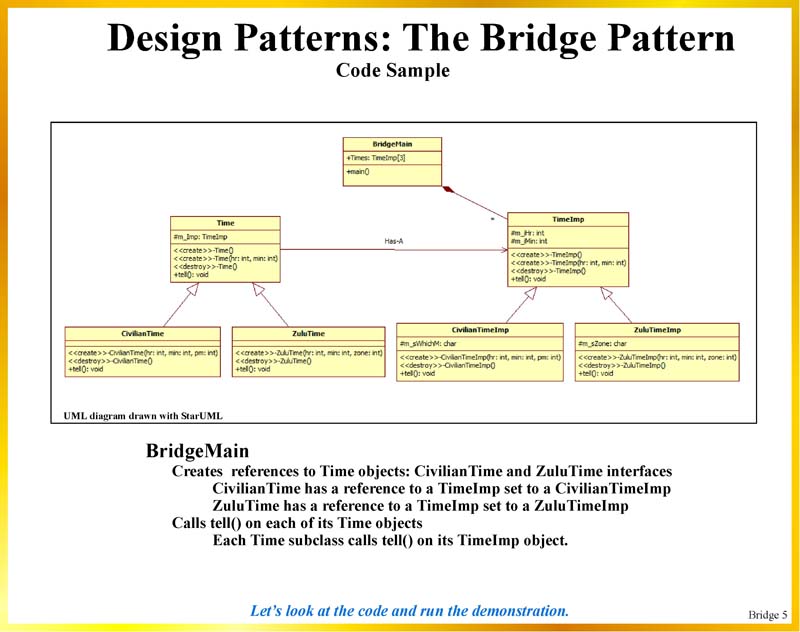 Design Patterns: The Bridge Pattern
Code Sample
BridgeMain
+Times: TimeImp[3]
+main()
*
Time
#m_Imp: TimeImp
<<create>>-Time()
<<create>>-Time(hr: int, min: int)
<<destroy>>-Time()
+tell(): void
Has-A
TimeImp
#m_iHr: int
#m_iMin: int
<<create>>-TimeImp()
<<create>>-TimeImp(hr: int, min: int)
<<destroy>>-TimeImp()
+tell(): void
CivilianTime
<<create>>-CivilianTime(hr: int, min: int, pm: int)
<<destroy>>-CivilianTime()
+tell(): void
ZuluTime
<<create>>-ZuluTime(hr: int, min: int, zone: int)
<<destroy>>-ZuluTime()
+tell(): void
CivilianTimeImp
#m_sWhichM: char
<<create>>-CivilianTimeImp(hr: int, min: int, pm: int)
<<destroy>>-CivilianTimeImp()
+tell(): void
ZuluTimeImp
#m_sZone: char
<<create>>-ZuluTimeImp(hr: int, min: int, zone: int)
<<destroy>>-ZuluTimeImp()
+tell(): void
UML diagram drawn with StarUML
BridgeMain
Creates references to Time objects: CivilianTime and ZuluTime interfaces
CivilianTime has a reference to a TimeImp set to a CivilianTimeImp
ZuluTime has a reference to a TimeImp set to a ZuluTimeImp
Calls tell() on each of its Time objects
Each Time subclass calls tell() on its TimeImp object.
Let's look at the code and run the demonstration.
Bridge 5